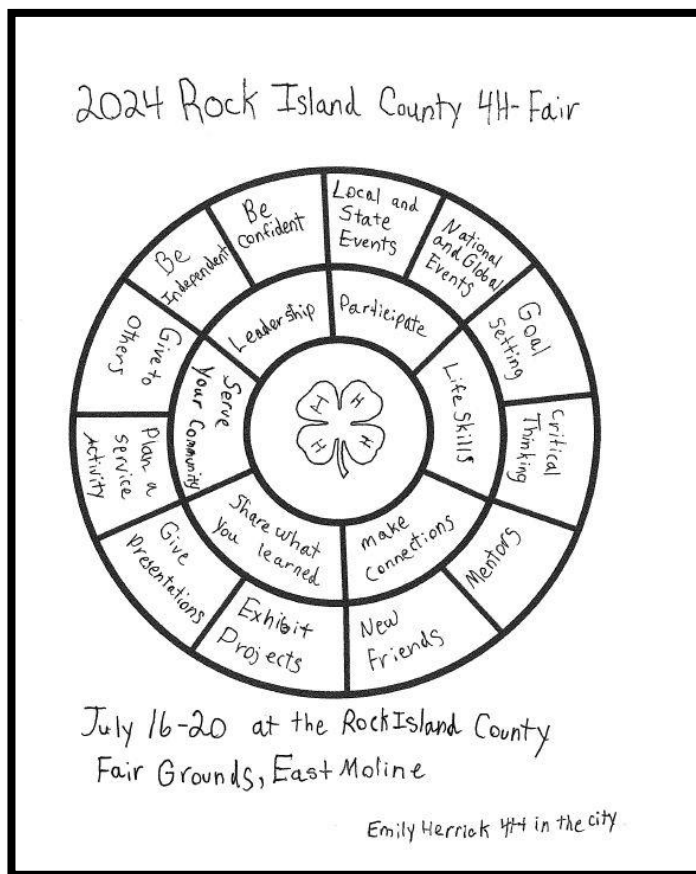 2024 Rock Island County 4H-Fair
Local and
State
Events
National
and Global
Events
Goal
Setting
Critical
Thinking
Mentors
New
Friends
Exhibit
Projects
Give
presentations
Plan a
service
Activity
Give to
Others
Be
Independent
Be
Confident
Participate
Life Skills
make
connections
Share what
you learned
Serve
Your Community
Leadership
H H
H H
July 16-20 at the Rock Island County
Fair Grounds, East Moline
Emily Herrick 4H in the city